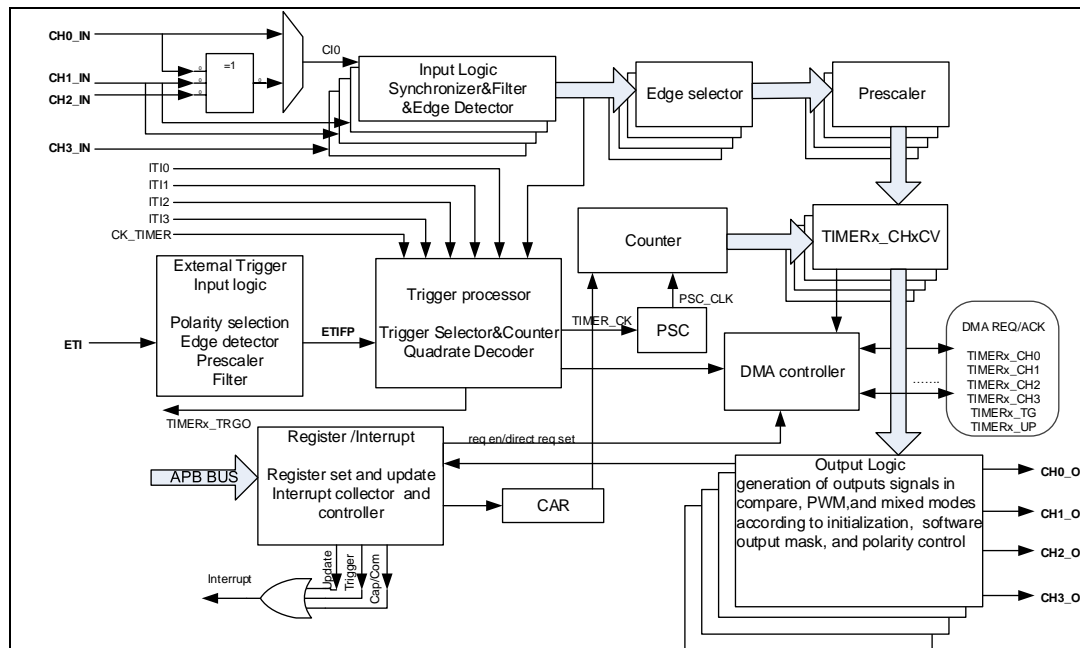 CH0_IN
CI0
=1
CH1_IN
CH2_IN
CH3_IN
Input Logic
Synchronizer&Filter
&Edge Detector
Edge selector
Prescaler
ITI0
ITI1
ITI2
ITI3
CK_TIMER
Counter
TIMERx_CHxCV
External Trigger
Input logic
Polarity selection
Edge detector
Prescaler
Filter
ETI
ETIFP
Trigger processor
Trigger Selector&Counter
Quadrate Decoder
TIMER_CK
PSC_CLK
PSC
DMA controller
DMA REQ/ACK
TIMERx_CH0
TIMERx_CH1
TIMERx_CH2
TIMERx_CH3
TIMERx_TG
TIMERx_UP
.......
TIMERx_TRGO
Register /Interrupt
Register set and update
Interrupt collector and
controller
req en/direct req set
APB BUS
CAR
Output Logic
generation of outputs signals in
compare, PWM,and mixed modes
according to initialization, software
output mask, and polarity control
CH0_O
CH1_O
CH2_O
CH3_O
Update
Trigger
Cap/Com
Interrupt